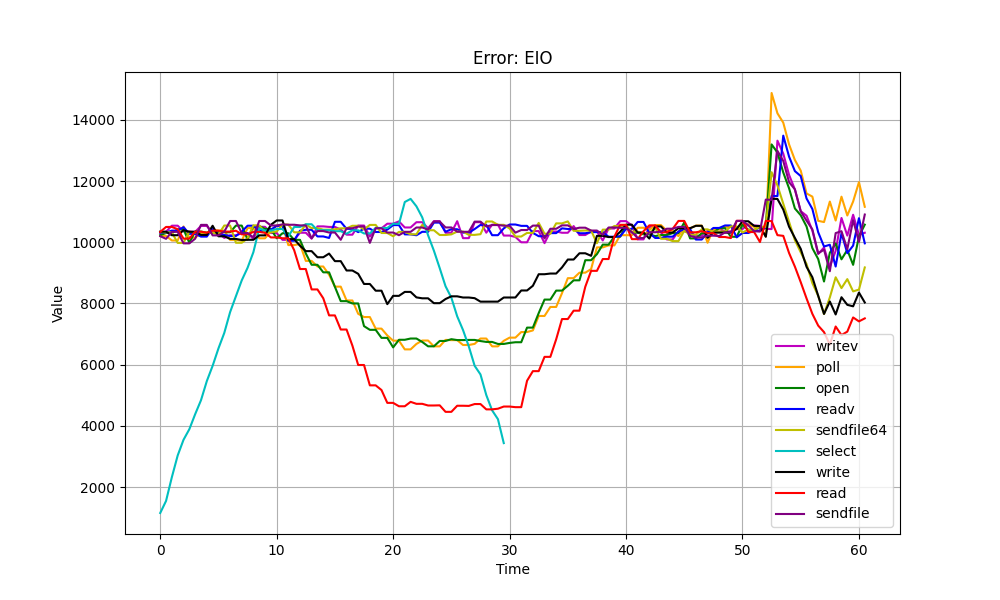 Error: EIO
Value
14000
12000
10000
8000
6000
4000
2000
0
10
20
30
40
50
60
Time
writev
poll
open
readv
sendfile64
select
write
read
sendfile